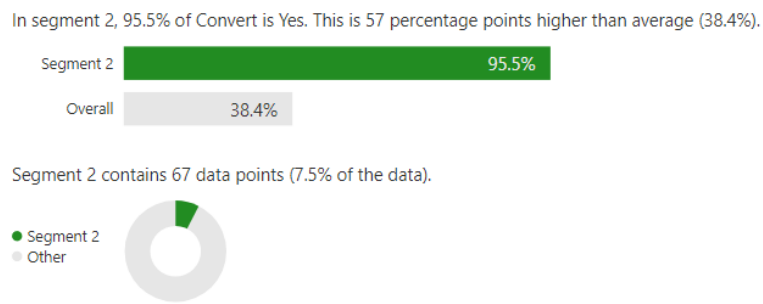 In segment 2, 95.5% of Convert is Yes. This is 57 percentage points higher than average (38.4%).
Segment 2 95.5%
Overall 38.4%
Segment 2 contains 67 data points (7.5% of the data).
Segment 2
Other